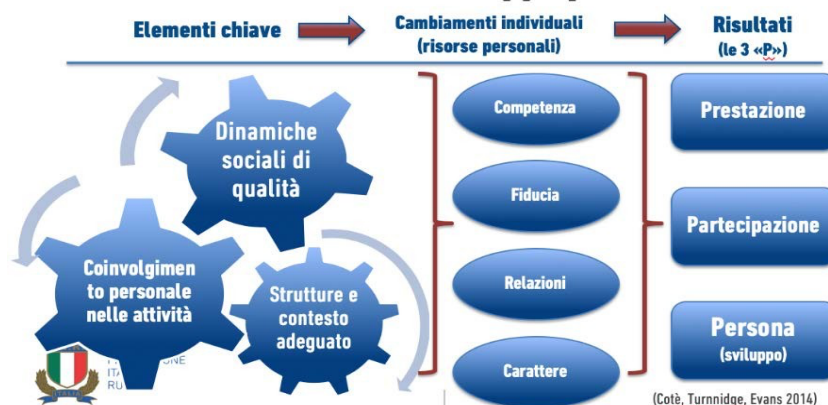 Elementi chiave
Cambiamenti individuali
(risorse personali)
Risultati
(le 3 «P»)
Dinamiche
sociali di
qualità
Coinvolgimen
to personale
nelle attività
Strutture e
contesto
adeguato
Competenza
Fiducia
Relazioni
Carattere
Prestazione
Partecipazione
Persona
(sviluppo)
(Cotè, Turnnidge, Evans 2014)